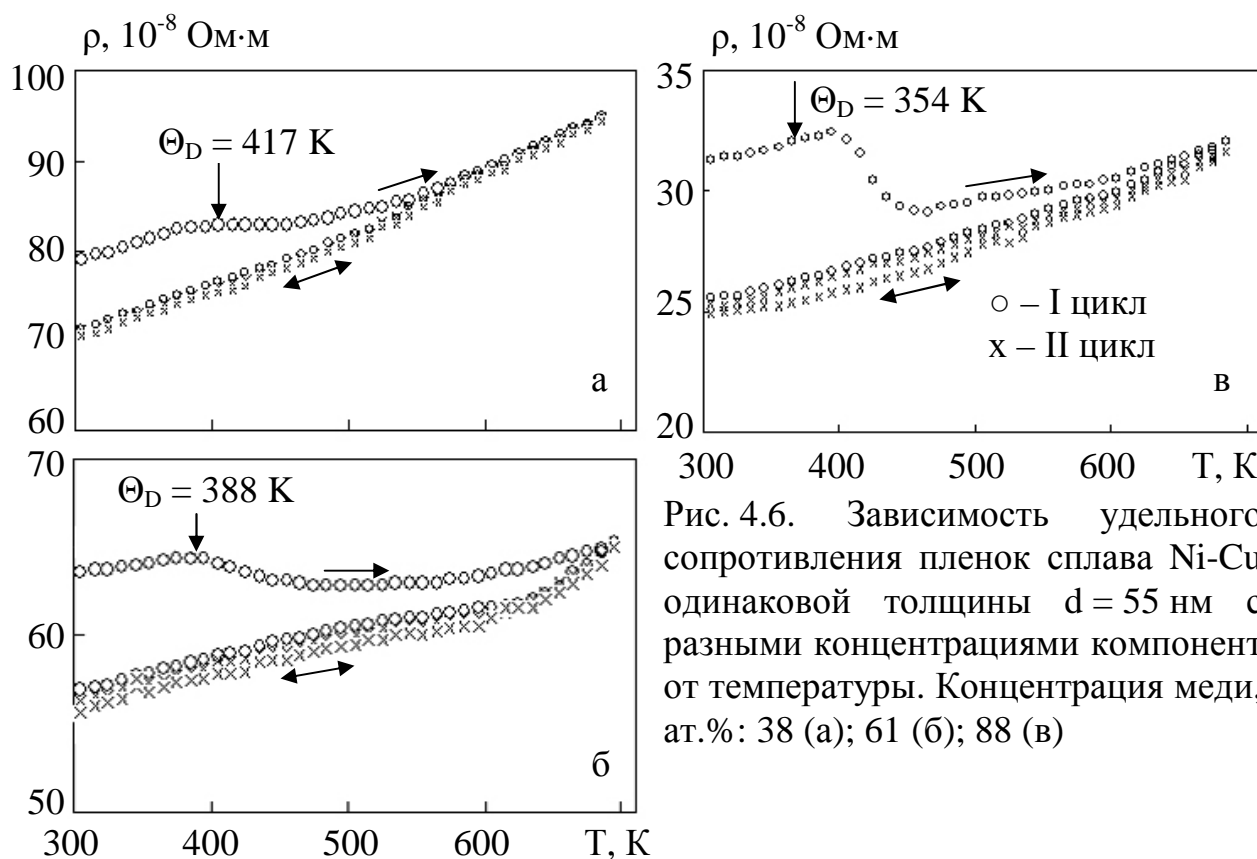 ρ, 10⁻⁸ Ом·м
100
90
80
70
60
Θ_D = 417 K
а
70
60
50
Θ_D = 388 K
б
300 400 500 600 Т, К
ρ, 10⁻⁸ Ом·м
35
30
25
20
Θ_D = 354 K
○ – I цикл
x – II цикл
в
300 400 500 600 Т, К
Рис. 4.6. Зависимость удельного
сопротивления пленок сплава Ni-Cu
одинаковой толщины d = 55 нм с
разными концентрациями компонент
от температуры. Концентрация меди,
ат.%: 38 (а); 61 (б); 88 (в)